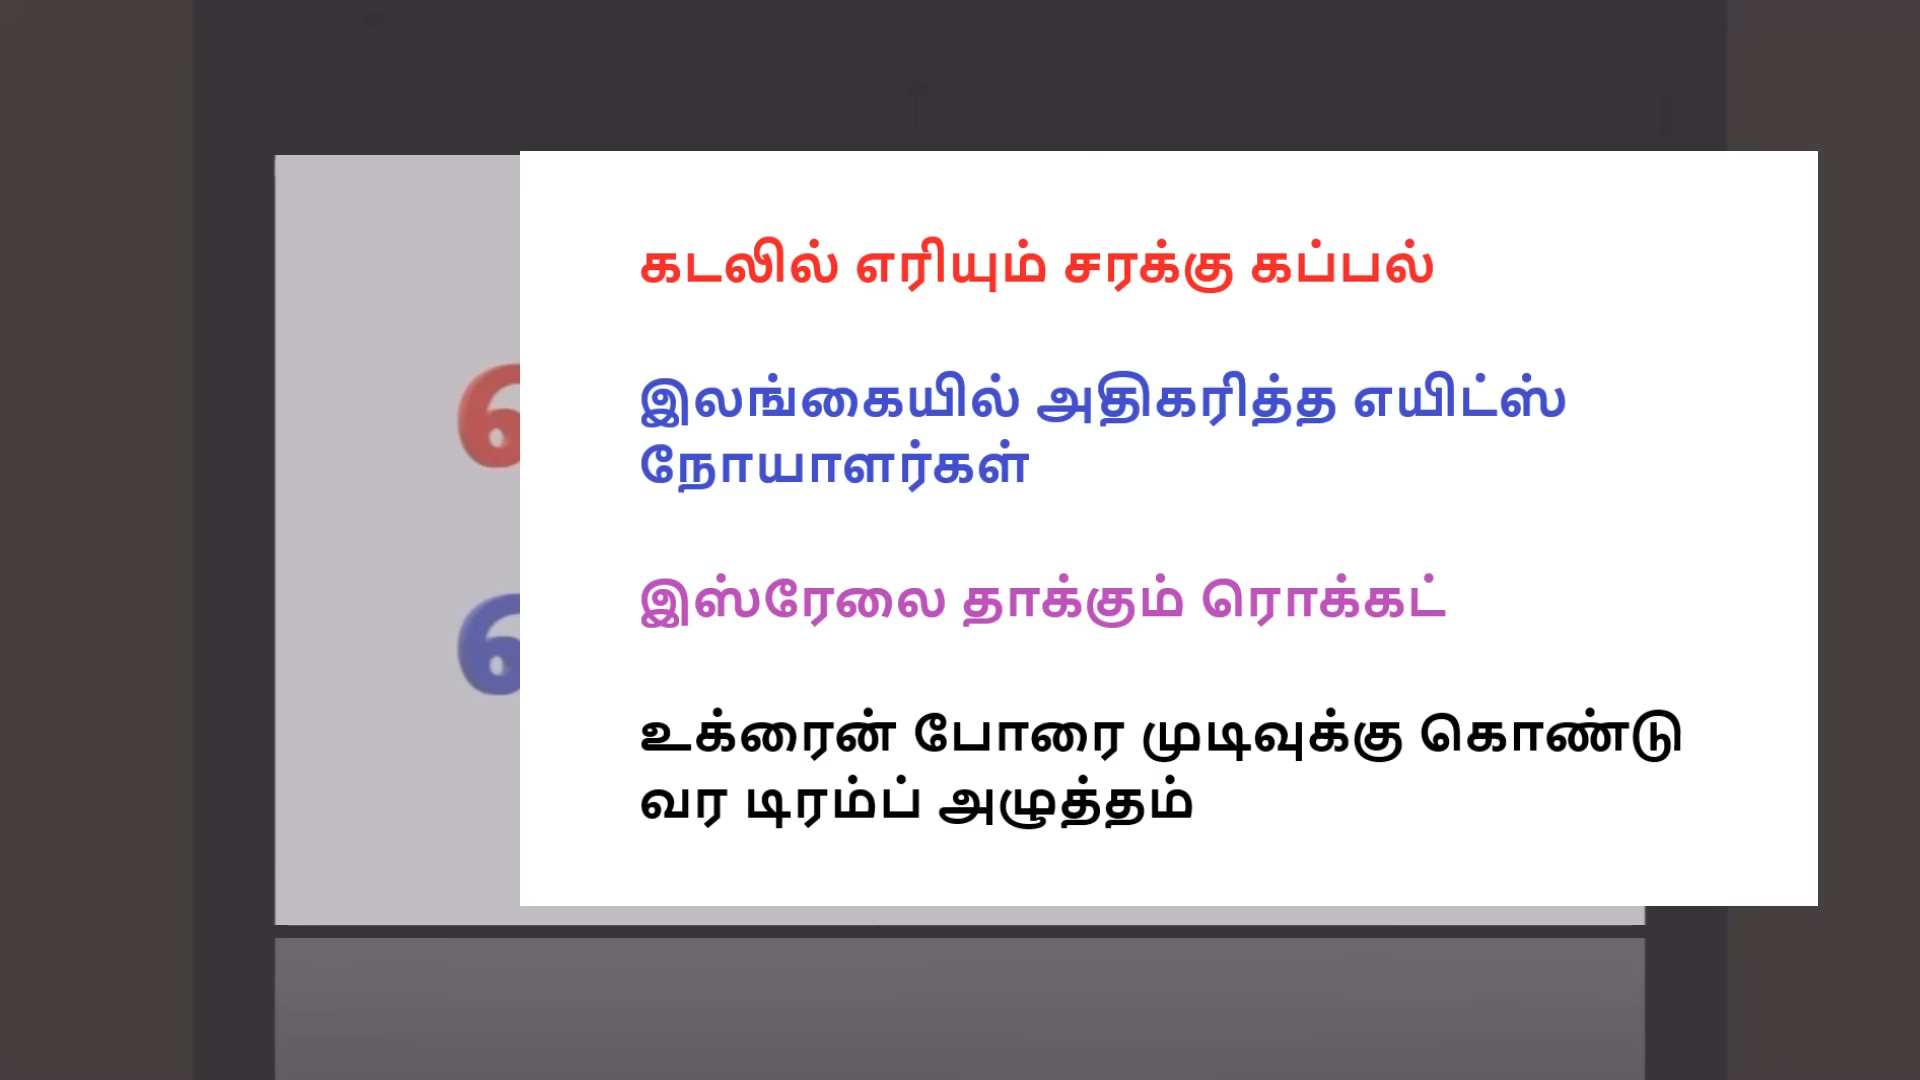 கடலில் எரியும் சரக்கு கப்பல்
இலங்கையில் அதிகரித்த எயிட்ஸ்
நோயாளர்கள்
இஸ்ரேலை தாக்கும் ரொக்கட்
உக்ரைன் போரை முடிவுக்கு கொண்டு
வர டிரம்ப் அழுத்தம்